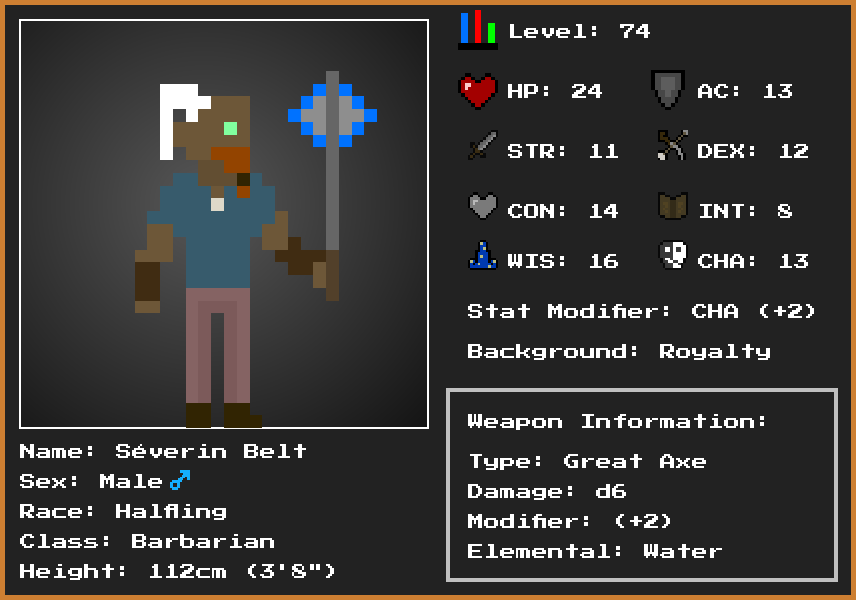 Level: 74
HP: 24
AC: 13
STR: 11
DEX: 12
CON: 14
INT: 8
WIS: 16
CHA: 13
Stat Modifier: CHA (+2)
Background: Royalty
Weapon Information:
Type: Great Axe
Damage: d6
Modifier: (+2)
Elemental: Water
Name: Séverin Belt
Sex: Male ♂
Race: Halfling
Class: Barbarian
Height: 112cm (3'8")